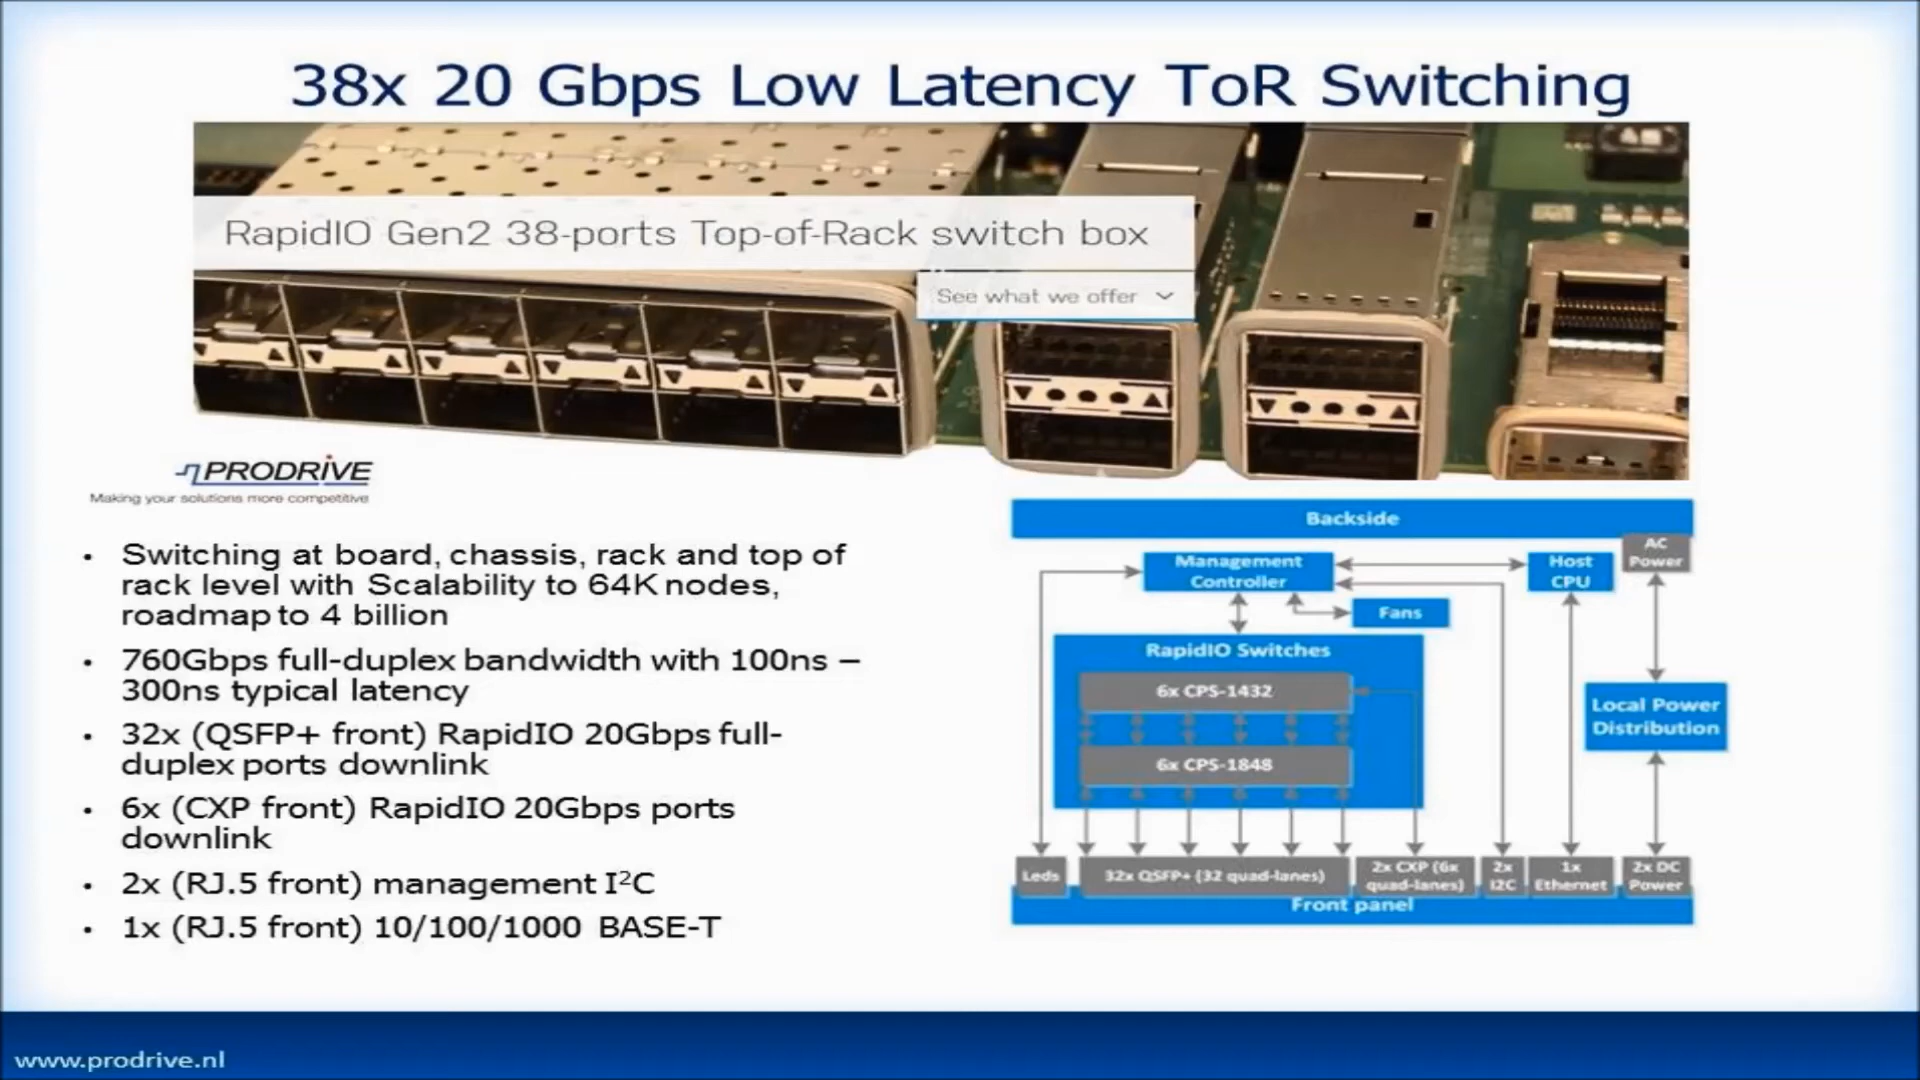 38x 20 Gbps Low Latency ToR Switching
RapidIO Gen2 38-ports Top-of-Rack switch box
See what we offer
PRODRIVE
Making your solutions more competitive
• Switching at board, chassis, rack and top of
rack level with Scalability to 64K nodes,
roadmap to 4 billion
• 760Gbps full-duplex bandwidth with 100ns –
300ns typical latency
• 32x (QSFP+ front) RapidIO 20Gbps full-
duplex ports downlink
• 6x (CXP front) RapidIO 20Gbps ports
downlink
• 2x (RJ.5 front) management I²C
• 1x (RJ.5 front) 10/100/1000 BASE-T
Backside
Management
Controller
Host
CPU
AC
Power
Fans
RapidIO Switches
6x CPS-1432
6x CPS-1848
Local Power
Distribution
Leds
32x QSFP+ (32 quad-lanes)
2x CXP (6x
quad-lanes)
2x
I2C
1x
Ethernet
2x DC
Power
Front panel
www.prodrive.nl